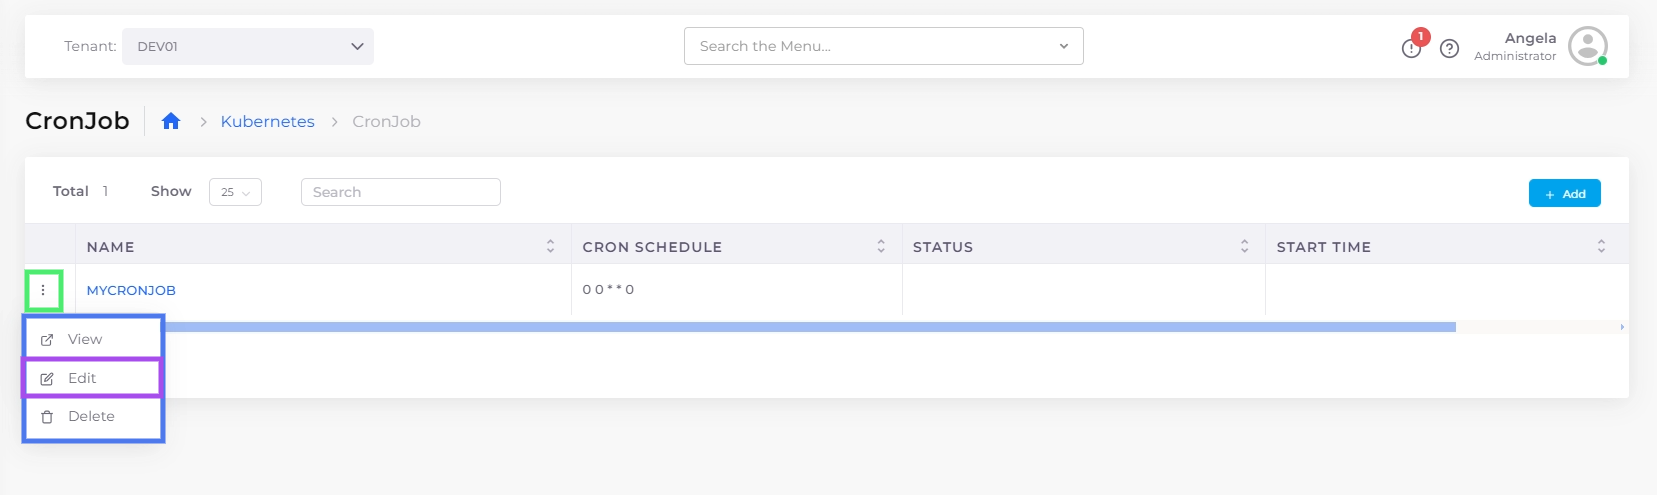 Tenant: DEV01 Search the Menu... 1 Angela
Administrator
CronJob Kubernetes CronJob
Total 1 Show 25 Search + Add
NAME CRON SCHEDULE STATUS START TIME
MYCRONJOB 0 0 * * 0
View
Edit
Delete